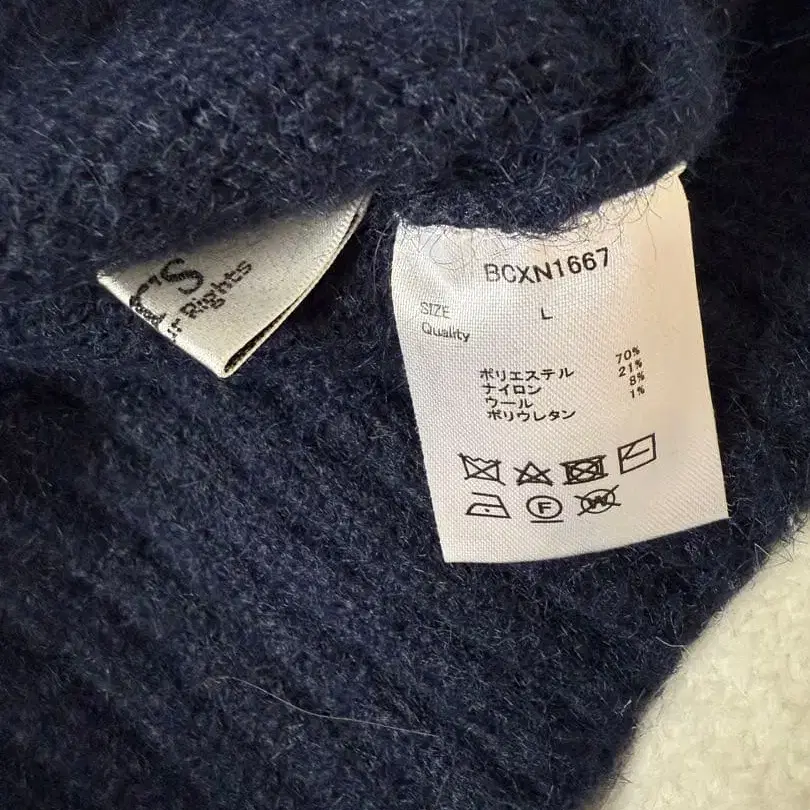 'S
Rights
BCXN1667
SIZE L
Quality
ポリエステル 70%
ナイロン 21%
ウール 8%
ポリウレタン 1%
F
W